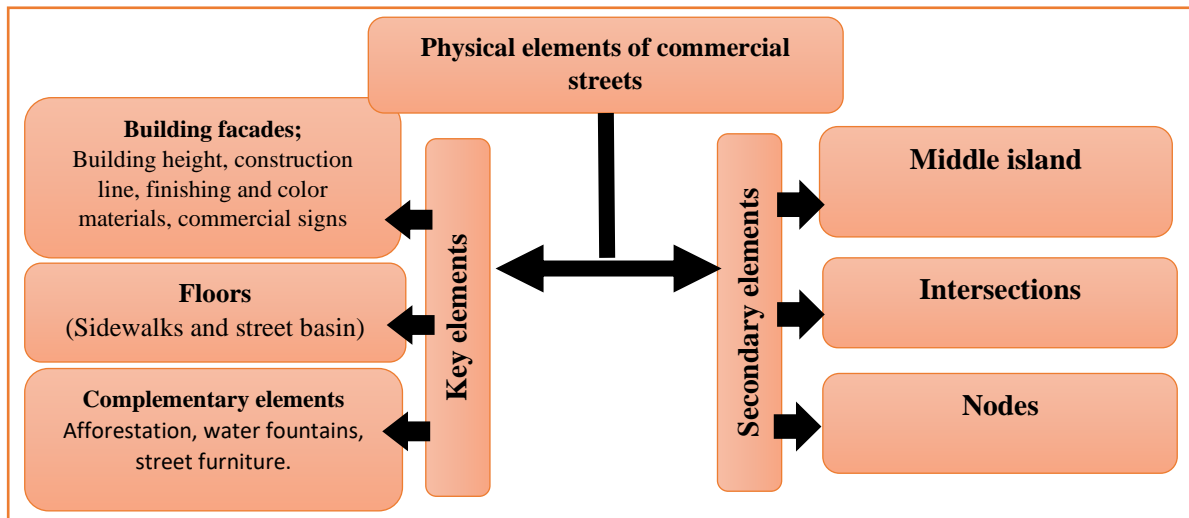 Physical elements of commercial
streets
Building facades;
Building height, construction
line, finishing and color
materials, commercial signs
Floors
(Sidewalks and street basin)
Complementary elements
Afforestation, water fountains,
street furniture.
Key elements
Secondary elements
Middle island
Intersections
Nodes